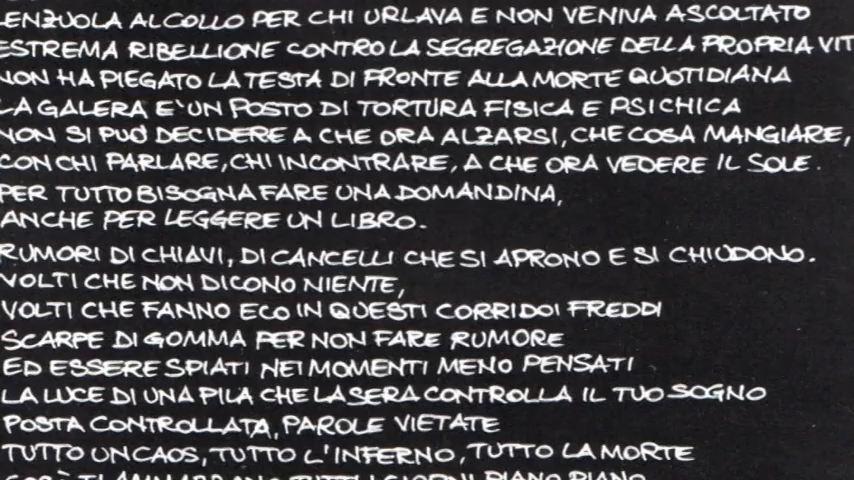 LENZUOLA AL COLLO PER CHI URLAVA E NON VENIVA ASCOLTATO
ESTREMA RIBELLIONE CONTRO LA SEGREGAZIONE DELLA PROPRIA VIT
NON HA PIEGATO LA TESTA DI FRONTE ALLA MORTE QUOTIDIANA
LA GALERA E' UN POSTO DI TORTURA FISICA E PSICHICA
NON SI PUÒ DECIDERE A CHE ORA ALZARSI, CHE COSA MANGIARE,
CON CHI PARLARE, CHI INCONTRARE, A CHE ORA VEDERE IL SOLE.
PER TUTTO BISOGNA FARE UNA DOMANDINA,
ANCHE PER LEGGERE UN LIBRO.
RUMORI DI CHIAVI, DI CANCELLI CHE SI APRONO E SI CHIUDONO.
VOLTI CHE NON DICONO NIENTE,
VOLTI CHE FANNO ECO IN QUESTI CORRIDOI FREDDI
SCARPE DI GOMMA PER NON FARE RUMORE
ED ESSERE SPIATI NEI MOMENTI MENO PENSATI
LA LUCE DI UNA PILA CHE LA SERA CONTROLLA IL TUO SOGNO
POSTA CONTROLLATA, PAROLE VIETATE
TUTTO UN CAOS, TUTTO L'INFERNO, TUTTO LA MORTE
TUTTI I GIORNI PIANO PIANO